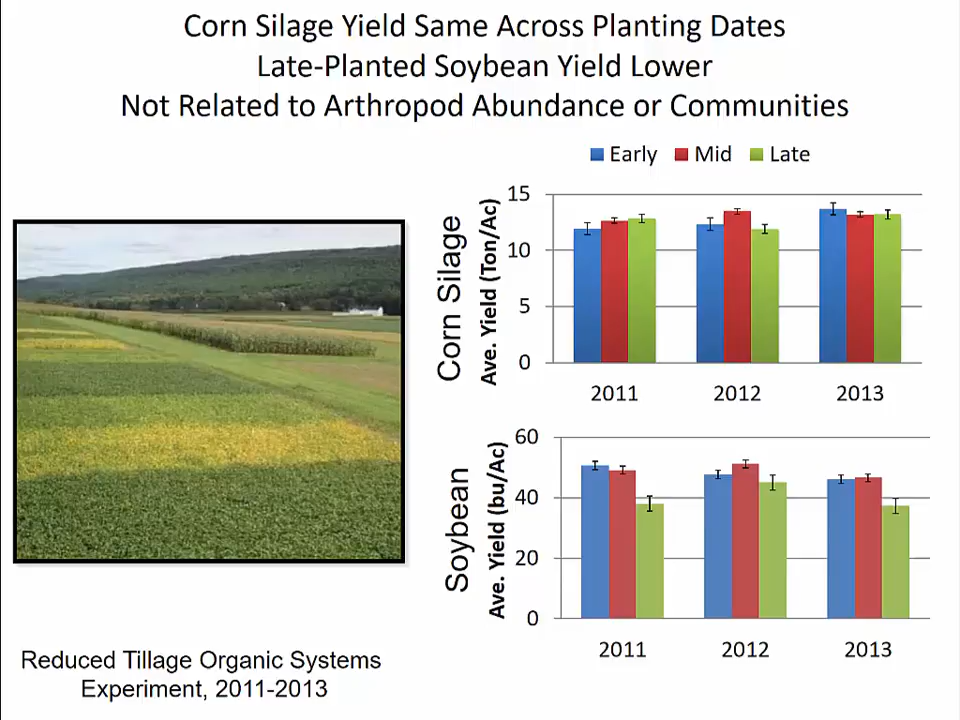 Corn Silage Yield Same Across Planting Dates
Late-Planted Soybean Yield Lower
Not Related to Arthropod Abundance or Communities
Early Mid Late
Corn Silage
Ave. Yield (Ton/Ac)
15
10
5
0
2011 2012 2013
Soybean
Ave. Yield (bu/Ac)
60
40
20
0
2011 2012 2013
Reduced Tillage Organic Systems
Experiment, 2011-2013